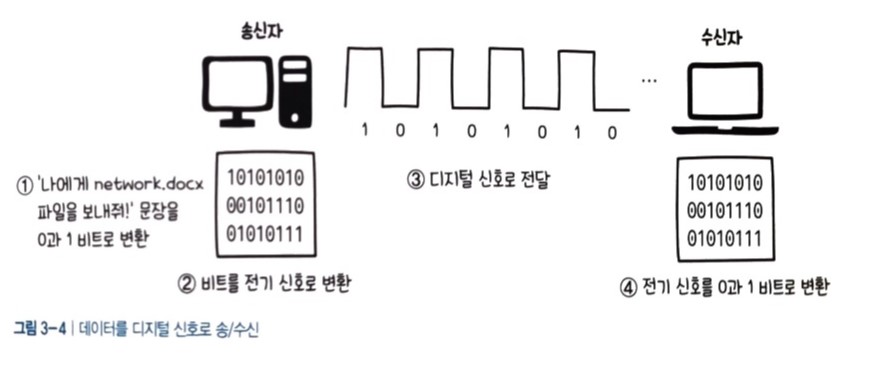 송신자
수신자
...
1 0 1 0 1 0 1 0
① '나에게 network.docx
파일을 보내줘!' 문장을
0과 1 비트로 변환
10101010
00101110
01010111
② 비트를 전기 신호로 변환
③ 디지털 신호로 전달
10101010
00101110
01010111
④ 전기 신호를 0과 1 비트로 변환
그림 3-4 | 데이터를 디지털 신호로 송/수신